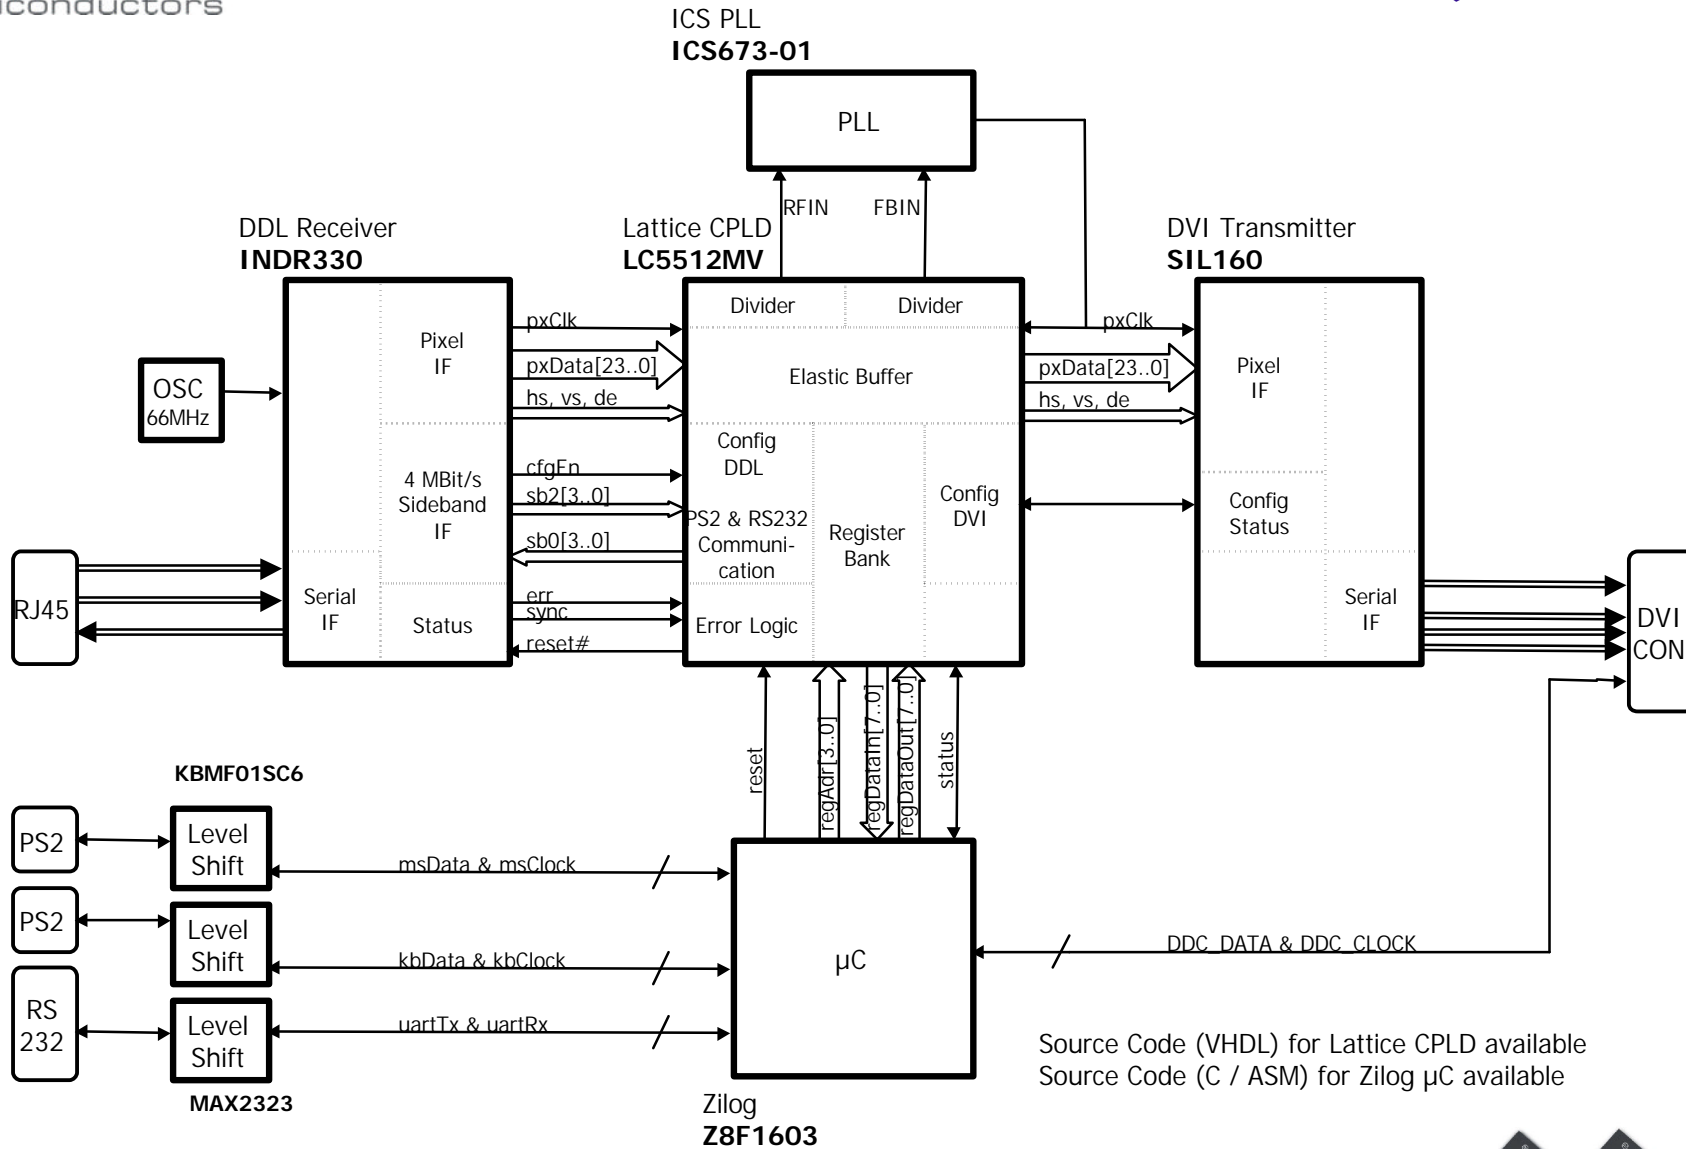 ICS PLL
ICS673-01
PLL
RFIN
FBIN
DDL Receiver
INDR330
Lattice CPLD
LC5512MV
DVI Transmitter
SIL160
OSC
66MHz
Pixel
IF
4 MBit/s
Sideband
IF
Serial
IF
Status
pxClk
pxData[23..0]
hs, vs, de
cfgEn
sb2[3..0]
sb0[3..0]
err
sync
reset#
Divider
Divider
Elastic Buffer
Config
DDL
PS2 & RS232
Communi-
cation
Error Logic
Register
Bank
Config
DVI
pxClk
pxData[23..0]
hs, vs, de
Pixel
IF
Config
Status
Serial
IF
RJ45
DVI
CON
reset
regAdr[3..0]
regDataIn[7..0]
regDataOut[7..0]
status
KBMF01SC6
PS2
Level
Shift
msData & msClock
PS2
Level
Shift
kbData & kbClock
RS
232
Level
Shift
uartTx & uartRx
MAX2323
µC
DDC_DATA & DDC_CLOCK
Zilog
Z8F1603
Source Code (VHDL) for Lattice CPLD available
Source Code (C / ASM) for Zilog µC available